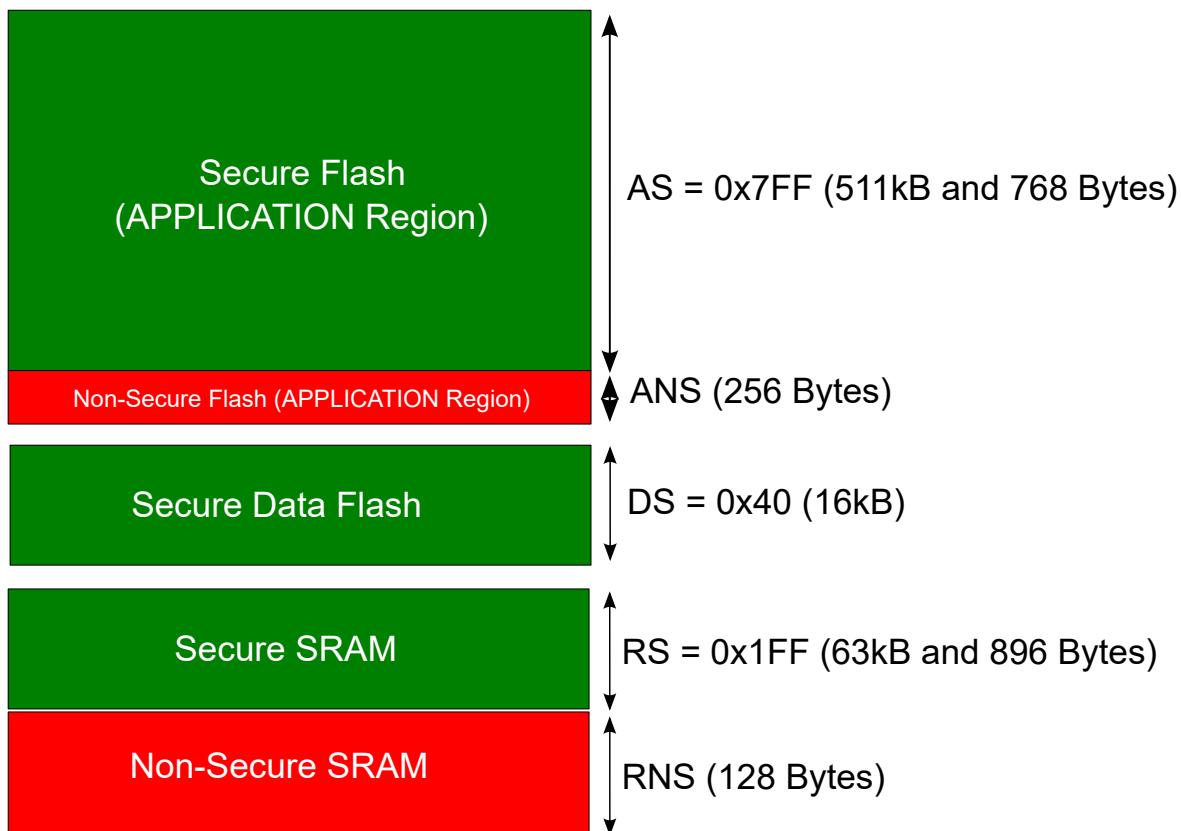 Secure Flash
(APPLICATION Region)
AS = 0x7FF (511kB and 768 Bytes)
Non-Secure Flash (APPLICATION Region)
ANS (256 Bytes)
Secure Data Flash
DS = 0x40 (16kB)
Secure SRAM
RS = 0x1FF (63kB and 896 Bytes)
Non-Secure SRAM
RNS (128 Bytes)